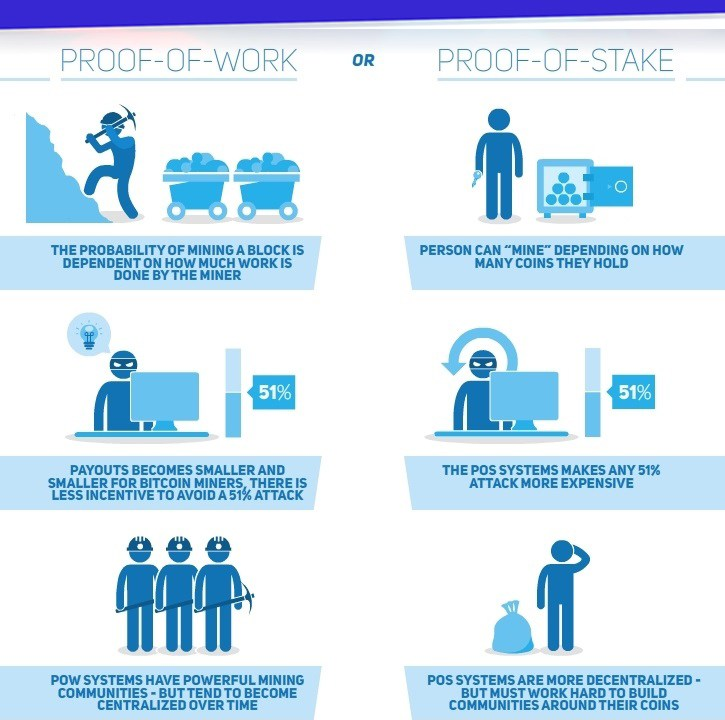 PROOF-OF-WORK
OR
PROOF-OF-STAKE
THE PROBABILITY OF MINING A BLOCK IS
DEPENDENT ON HOW MUCH WORK IS
DONE BY THE MINER
PERSON CAN “MINE” DEPENDING ON HOW
MANY COINS THEY HOLD
51%
51%
PAYOUTS BECOMES SMALLER AND
SMALLER FOR BITCOIN MINERS, THERE IS
LESS INCENTIVE TO AVOID A 51% ATTACK
THE POS SYSTEMS MAKES ANY 51%
ATTACK MORE EXPENSIVE
POW SYSTEMS HAVE POWERFUL MINING
COMMUNITIES - BUT TEND TO BECOME
CENTRALIZED OVER TIME
POS SYSTEMS ARE MORE DECENTRALIZED -
BUT MUST WORK HARD TO BUILD
COMMUNITIES AROUND THEIR COINS